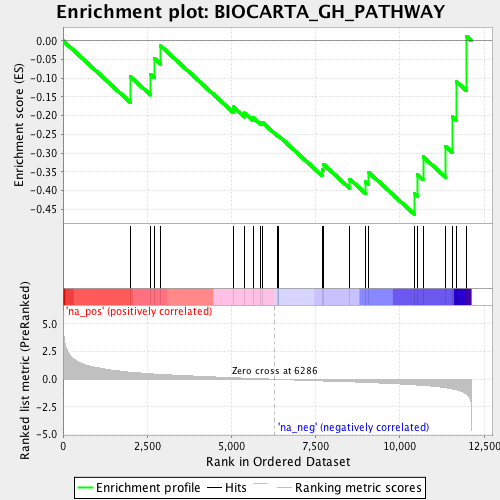 Enrichment plot: BIOCARTA_GH_PATHWAY
Enrichment score (ES)
0.00
-0.05
-0.10
-0.15
-0.20
-0.25
-0.30
-0.35
-0.40
-0.45
'na_pos' (positively correlated)
Ranked list metric (PreRanked)
5.0
2.5
0.0
-2.5
-5.0
Zero cross at 6286
'na_neg' (negatively correlated)
0 2,500 5,000 7,500 10,000 12,500
Rank in Ordered Dataset
Enrichment profile Hits Ranking metric scores